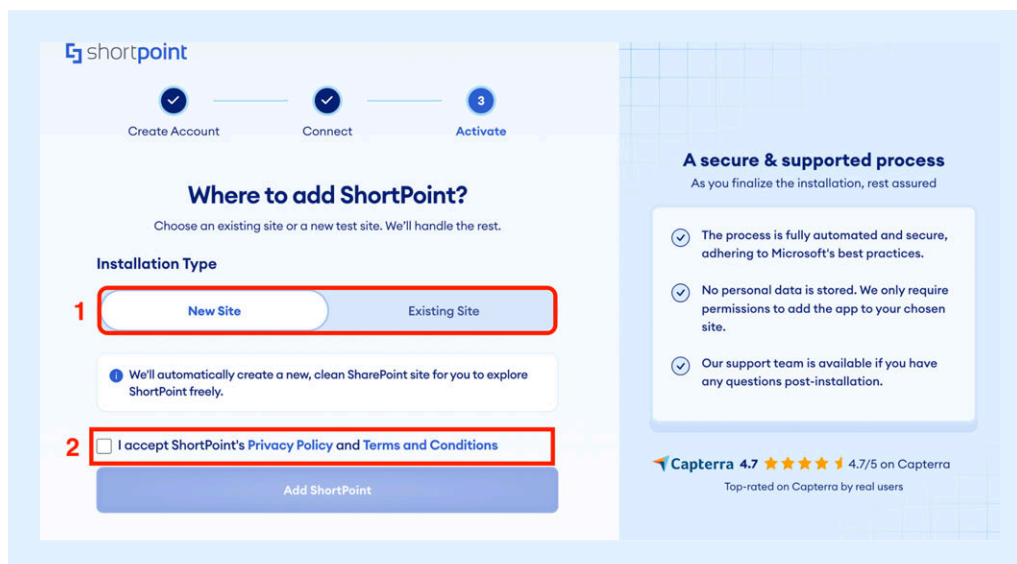 shortpoint
3
Create Account
Connect
Activate
Where to add ShortPoint?
Choose an existing site or a new test site. We'll handle the rest.
Installation Type
1
New Site
Existing Site
We'll automatically create a new, clean SharePoint site for you to explore
ShortPoint freely.
2
I accept ShortPoint's Privacy Policy and Terms and Conditions
Add ShortPoint
A secure & supported process
As you finalize the installation, rest assured
The process is fully automated and secure,
adhering to Microsoft's best practices.
No personal data is stored. We only require
permissions to add the app to your chosen
site.
Our support team is available if you have
any questions post-installation.
Capterra 4.7 4.7/5 on Capterra
Top-rated on Capterra by real users